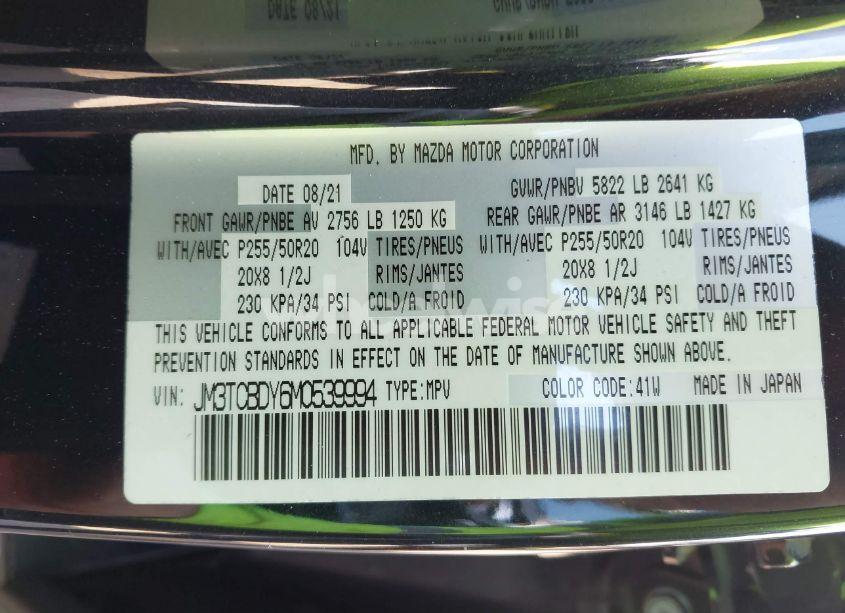 MFD. BY MAZDA MOTOR CORPORATION
DATE 08/21 GVWR/PNBV 5822 LB 2641 KG
FRONT GAWR/PNBE AV 2756 LB 1250 KG REAR GAWR/PNBE AR 3146 LB 1427 KG
WITH/AVEC P255/50R20 104V TIRES/PNEUS WITH/AVEC P255/50R20 104V TIRES/PNEUS
20X8 1/2J RIMS/JANTES 20X8 1/2J RIMS/JANTES
230 KPA/34 PSI COLD/A FROID 230 KPA/34 PSI COLD/A FROID
THIS VEHICLE CONFORMS TO ALL APPLICABLE FEDERAL MOTOR VEHICLE SAFETY AND THEFT
PREVENTION STANDARDS IN EFFECT ON THE DATE OF MANUFACTURE SHOWN ABOVE.
VIN: JM3TCBDY6M0539994 TYPE:MPV COLOR CODE:41W MADE IN JAPAN